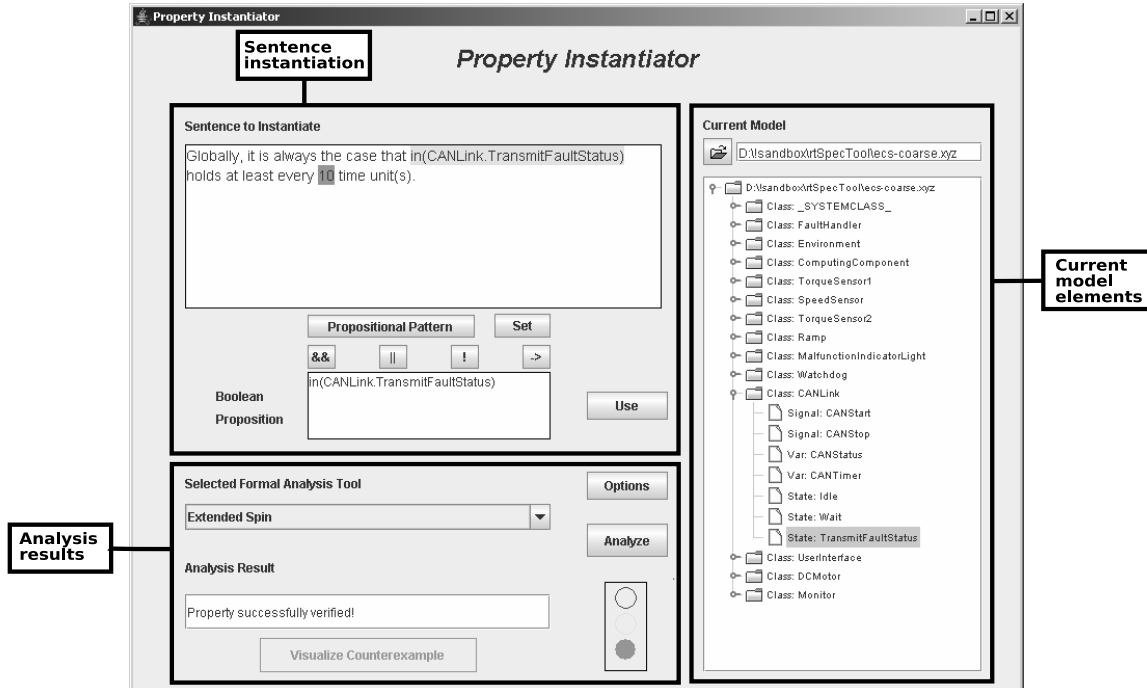 Property Instantiator
Sentence
instantiation
Property Instantiator
Sentence to Instantiate
Globally, it is always the case that in(CANLink.TransmitFaultStatus)
holds at least every 10 time unit(s).
Propositional Pattern
Set
&&
||
!
->
Boolean
Proposition
in(CANLink.TransmitFaultStatus)
Use
Selected Formal Analysis Tool
Options
Extended Spin
Analyze
Analysis Result
Property successfully verified!
Visualize Counterexample
Analysis
results
Current Model
D:\!sandbox\rtSpecTool\ecs-coarse.xyz
D:\!sandbox\rtSpecTool\ecs-coarse.xyz
Class: _SYSTEMCLASS_
Class: FaultHandler
Class: Environment
Class: ComputingComponent
Class: TorqueSensor1
Class: SpeedSensor
Class: TorqueSensor2
Class: Ramp
Class: MalfunctionIndicatorLight
Class: Watchdog
Class: CANLink
Signal: CANStart
Signal: CANStop
Var: CANStatus
Var: CANTimer
State: Idle
State: Wait
State: TransmitFaultStatus
Class: UserInterface
Class: DCMotor
Class: Monitor
Current
model
elements